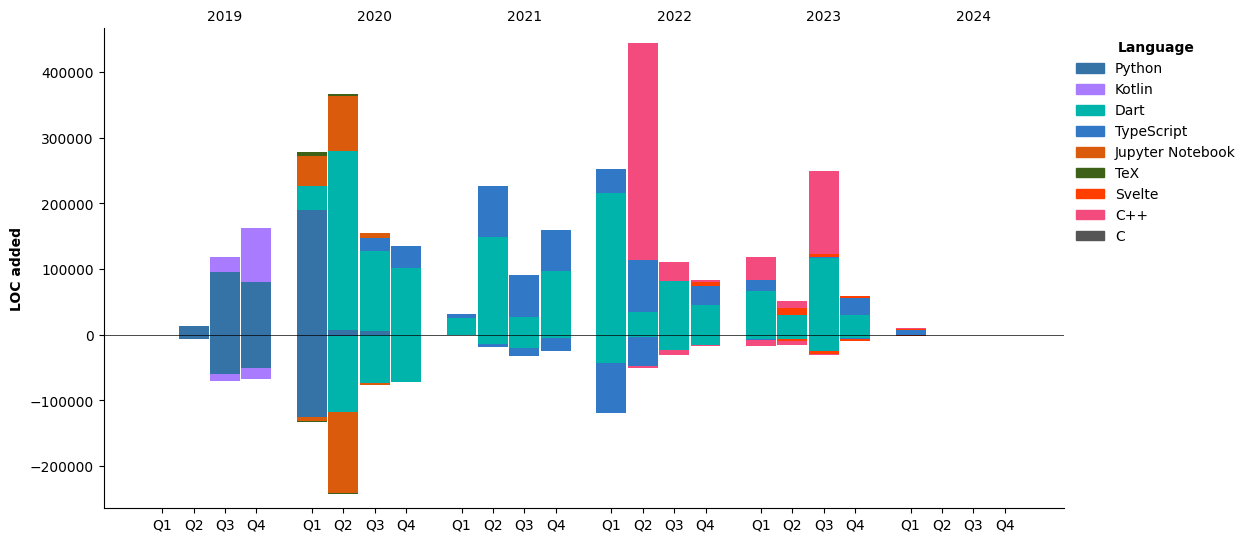 2019 2020 2021 2022 2023 2024
Language
Python
Kotlin
Dart
TypeScript
Jupyter Notebook
TeX
Svelte
C++
C
LOC added
400000
300000
200000
100000
0
−100000
−200000
Q1 Q2 Q3 Q4 Q1 Q2 Q3 Q4 Q1 Q2 Q3 Q4 Q1 Q2 Q3 Q4 Q1 Q2 Q3 Q4 Q1 Q2 Q3 Q4